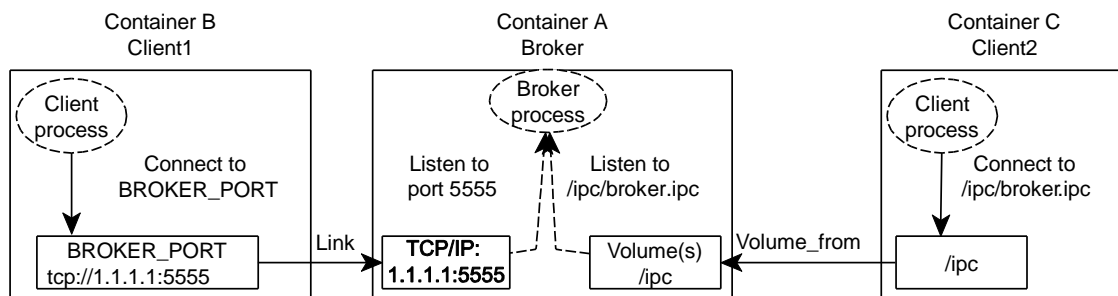 Container B
Client1
Container A
Broker
Container C
Client2
Client
process
Connect to
BROKER_PORT
BROKER_PORT
tcp://1.1.1.1:5555
Link
Broker
process
Listen to
port 5555
Listen to
/ipc/broker.ipc
TCP/IP:
1.1.1.1:5555
Volume(s)
/ipc
Volume_from
Client
process
Connect to
/ipc/broker.ipc
/ipc